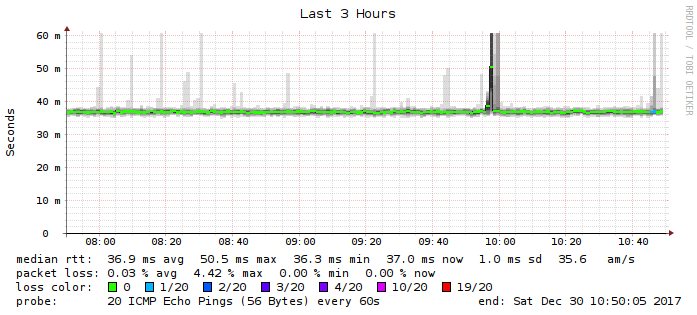 Last 3 Hours
RRDTOOL / TOBI OETIKER
Seconds
60 m
50 m
40 m
30 m
20 m
10 m
0
08:00 08:20 08:40 09:00 09:20 09:40 10:00 10:20 10:40
median rtt: 36.9 ms avg 50.5 ms max 36.3 ms min 37.0 ms now 1.0 ms sd 35.6 am/s
packet loss: 0.03 % avg 4.42 % max 0.00 % min 0.00 % now
loss color: 0 1/20 2/20 3/20 4/20 10/20 19/20
probe: 20 ICMP Echo Pings (56 Bytes) every 60s end: Sat Dec 30 10:50:05 2017